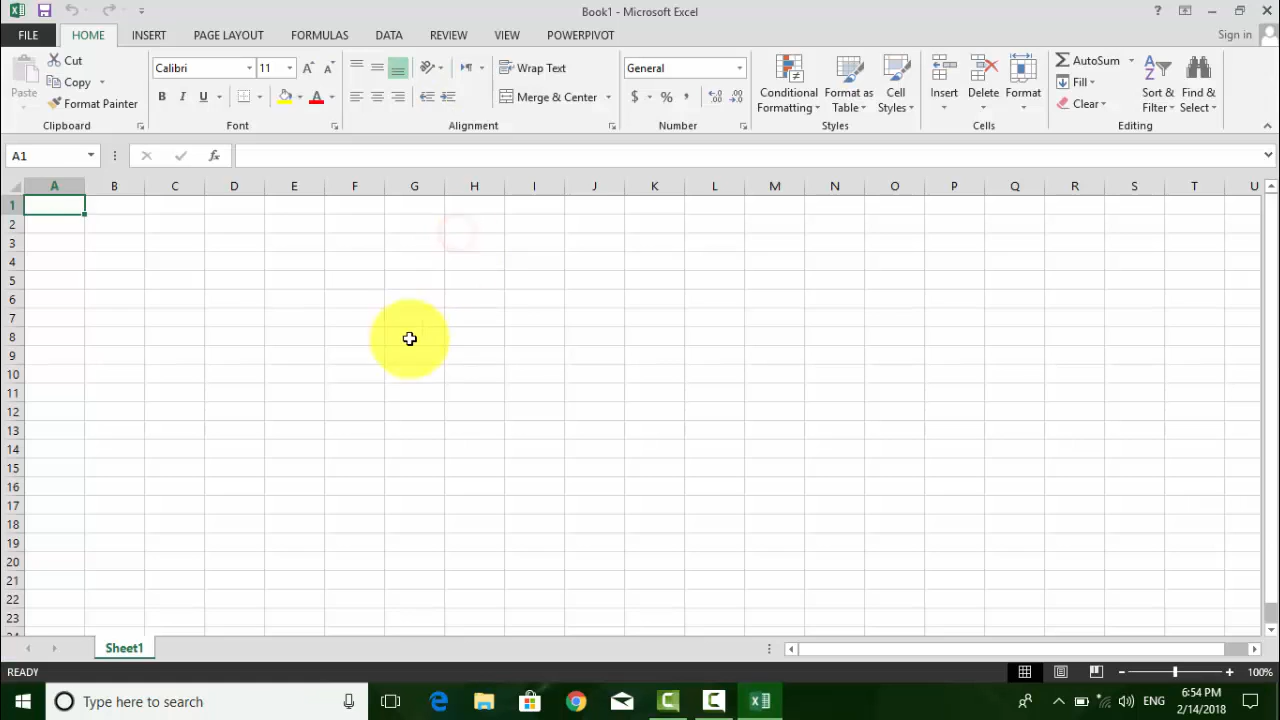 Book1 - Microsoft Excel
?
FILE HOME INSERT PAGE LAYOUT FORMULAS DATA REVIEW VIEW POWERPIVOT Sign in
Paste
Cut
Copy
Format Painter
Clipboard
Calibri 11
B I U A
Font
Wrap Text
Merge & Center
Alignment
General
$ % ,
Number
Conditional Formatting
Format as Table
Cell Styles
Styles
Insert Delete Format
Cells
AutoSum
Fill
Clear
Sort & Filter
Find & Select
Editing
A1 fx
A B C D E F G H I J K L M N O P Q R S T U
1
2
3
4
5
6
7
8
9
10
11
12
13
14
15
16
17
18
19
20
21
22
23
Sheet1
READY 100%
Type here to search ENG 6:54 PM
2/14/2018